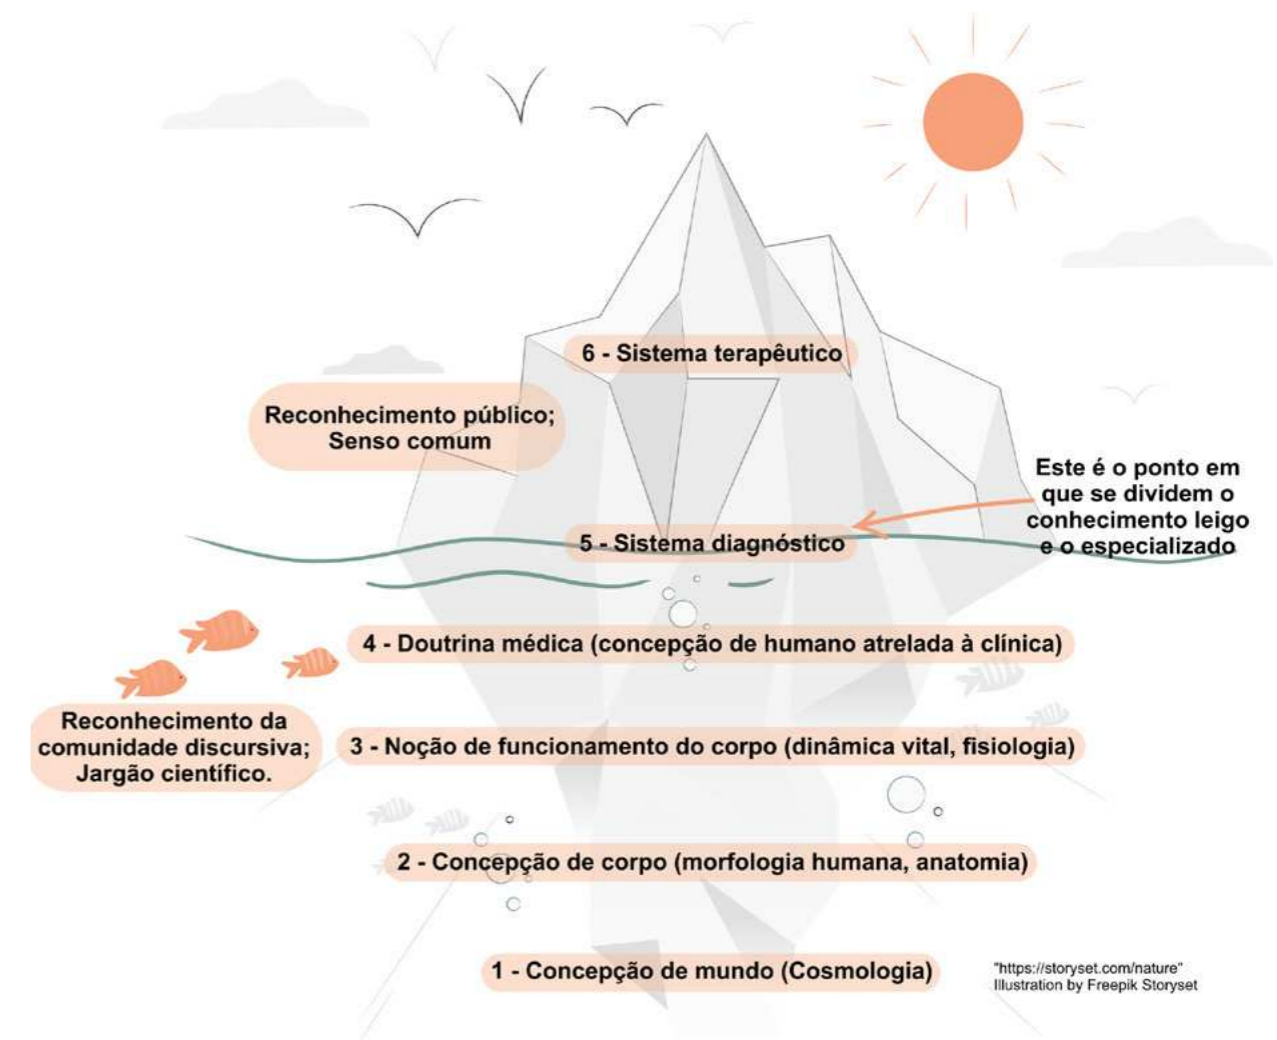 6 - Sistema terapêutico
Reconhecimento público;
Senso comum
Este é o ponto em
que se dividem o
conhecimento leigo
e o especializado
5 - Sistema diagnóstico
4 - Doutrina médica (concepção de humano atrelada à clínica)
Reconhecimento da
comunidade discursiva;
Jargão científico.
3 - Noção de funcionamento do corpo (dinâmica vital, fisiologia)
2 - Concepção de corpo (morfologia humana, anatomia)
1 - Concepção de mundo (Cosmologia)
"https://storyset.com/nature"
Illustration by Freepik Storyset